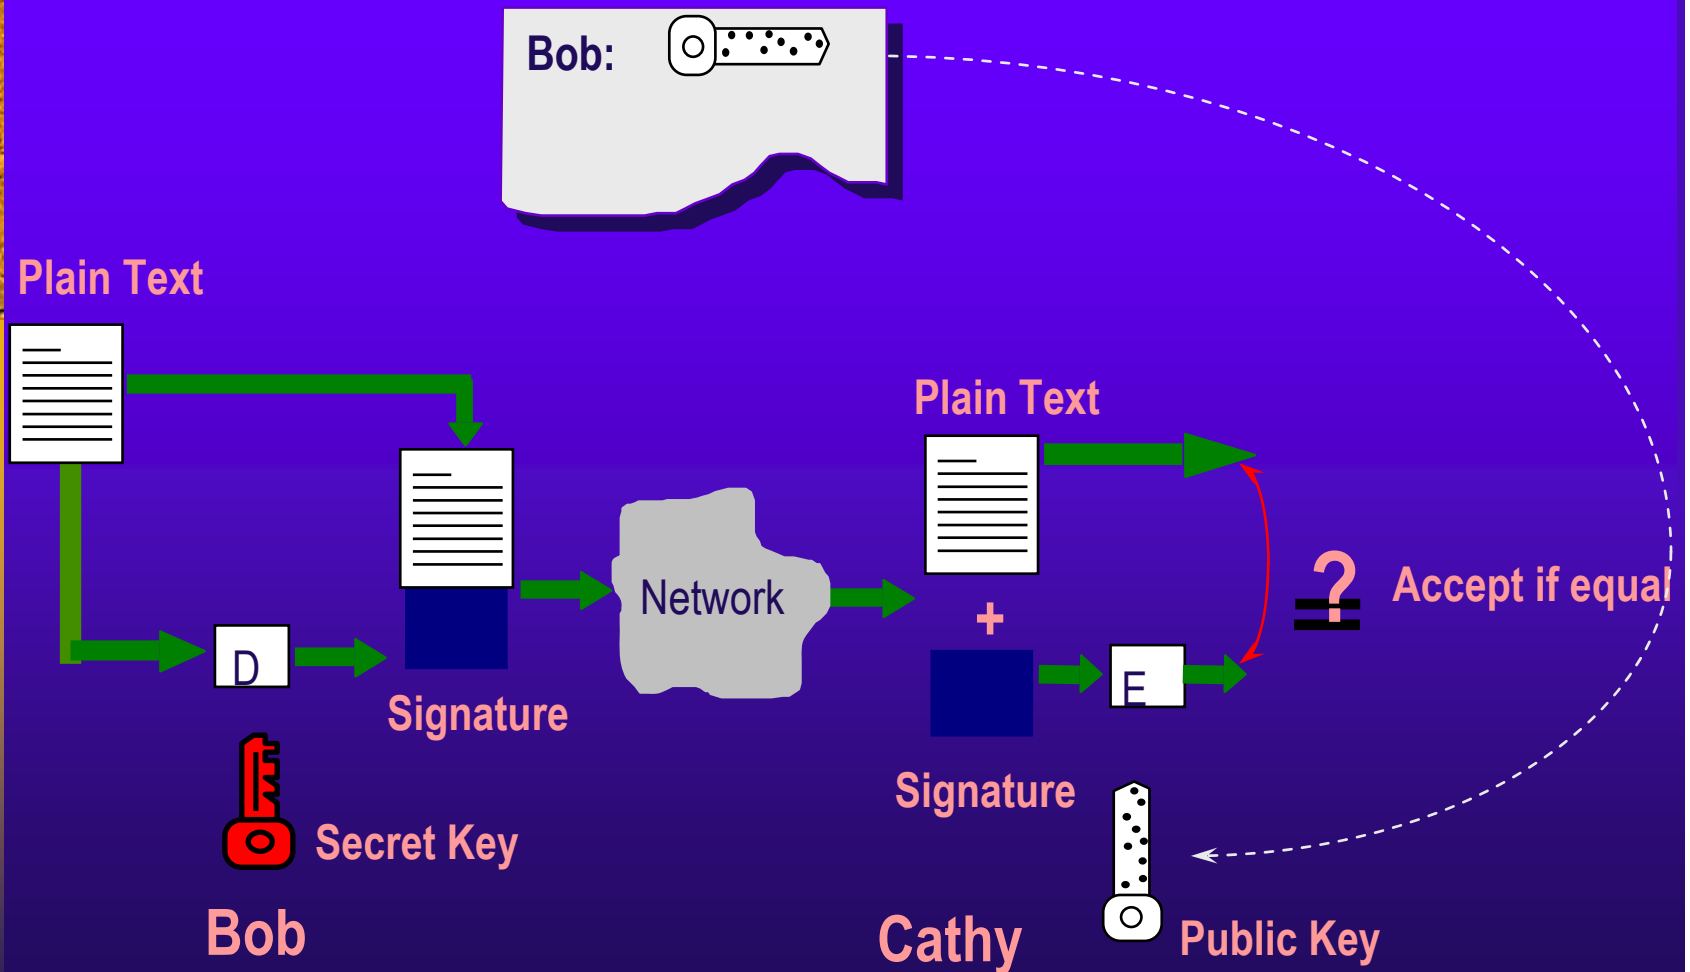 Bob:
Plain Text
Plain Text
Network
?
Accept if equal
+
=
D
E
Signature
Signature
Secret Key
Bob
Cathy
Public Key